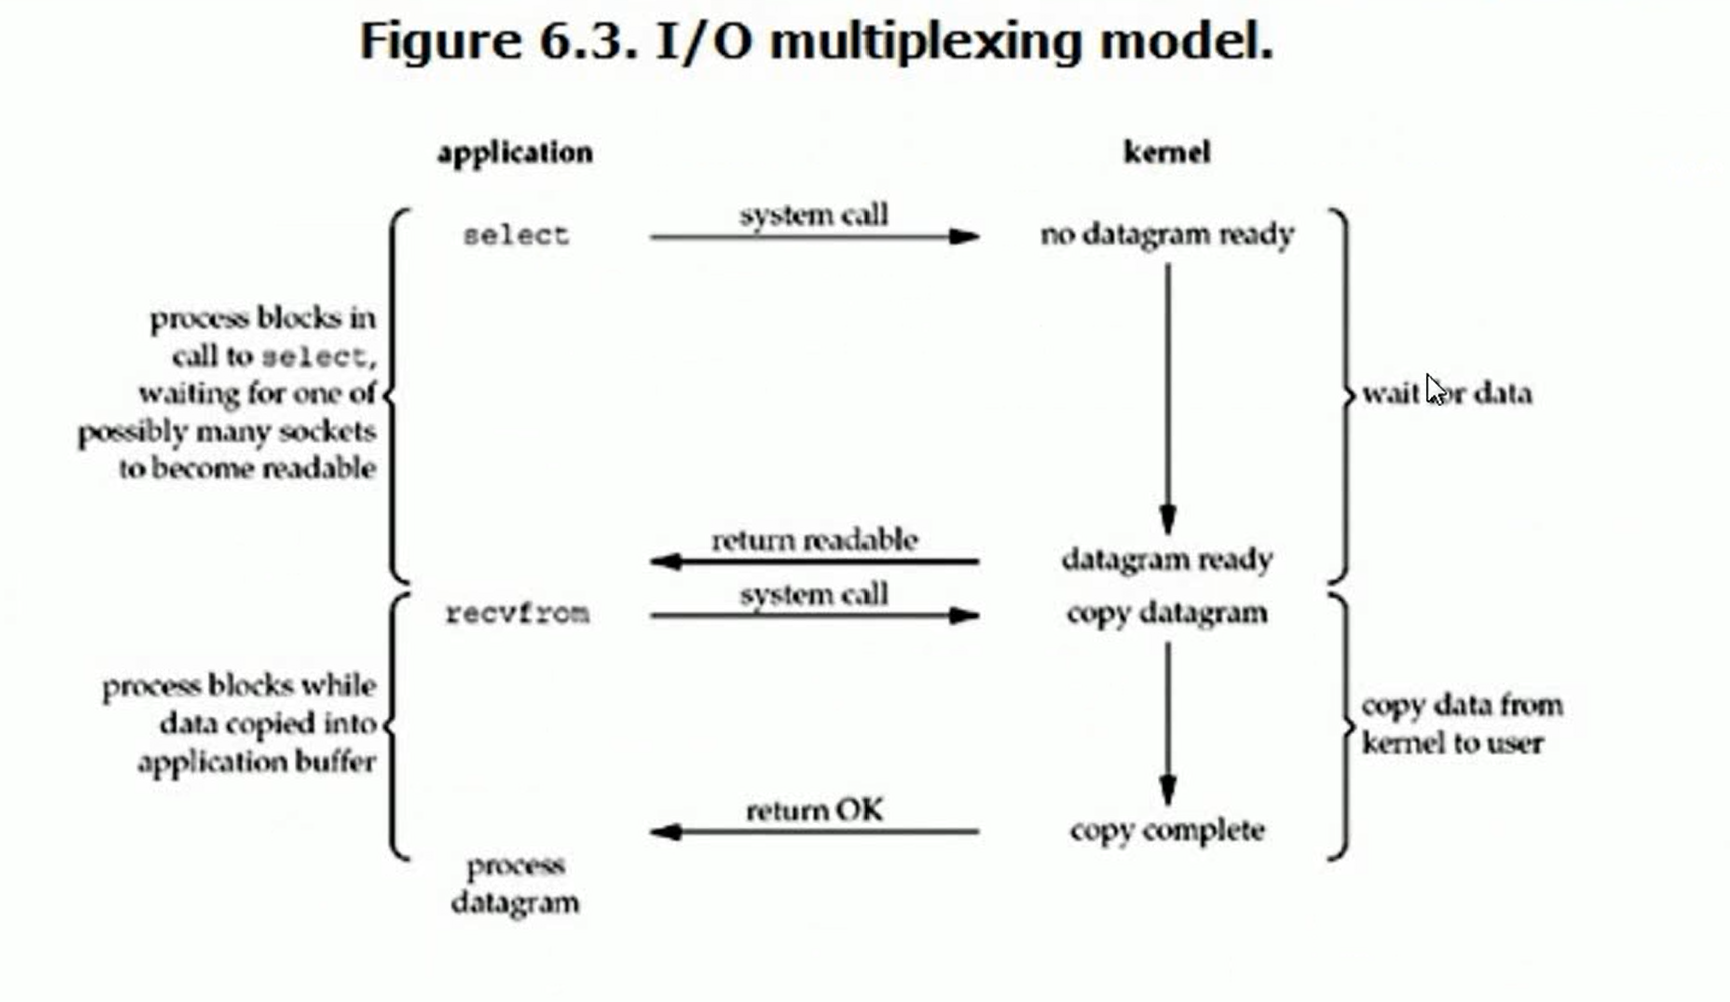 Figure 6.3. I/O multiplexing model.
application
kernel
select
system call
no datagram ready
process blocks in
call to select,
waiting for one of
possibly many sockets
to become readable
wait data
return readable
datagram ready
recvfrom
system call
copy datagram
process blocks while
data copied into
application buffer
copy data from
kernel to user
return OK
copy complete
process
datagram